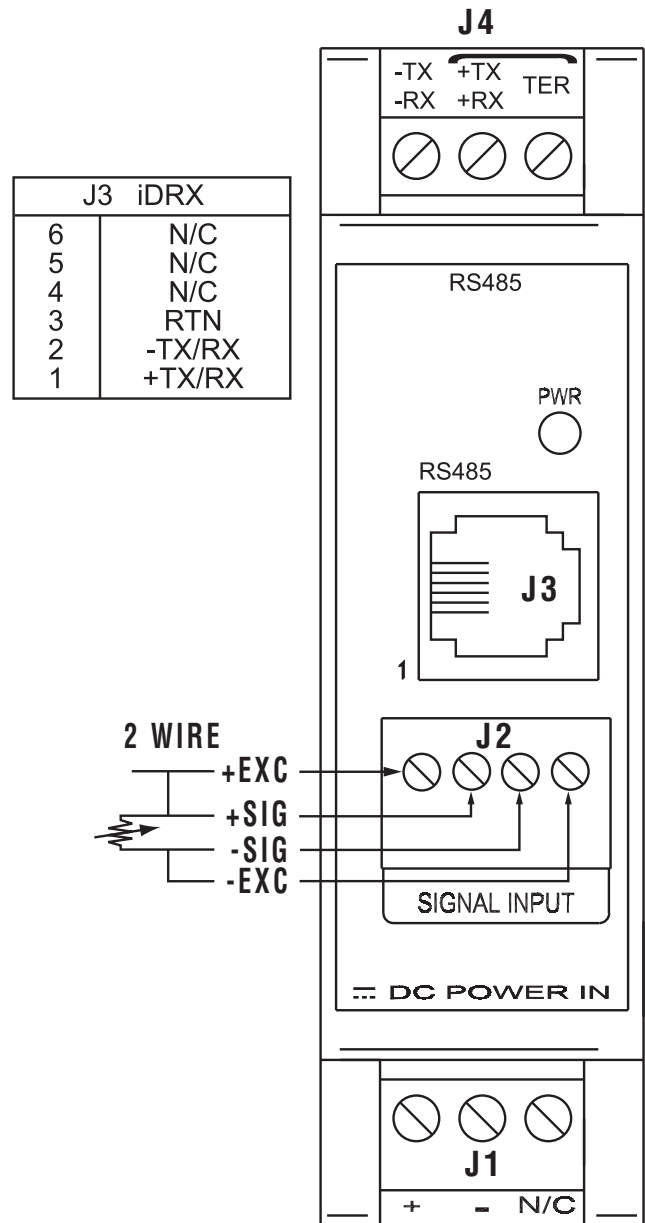 J4
-TX +TX TER
-RX +RX
J3 iDRX
6 N/C
5 N/C
4 N/C
3 RTN
2 -TX/RX
1 +TX/RX
RS485
PWR
RS485
J3
1
2 WIRE
J2
+EXC
+SIG
-SIG
-EXC
SIGNAL INPUT
DC POWER IN
J1
+ - N/C